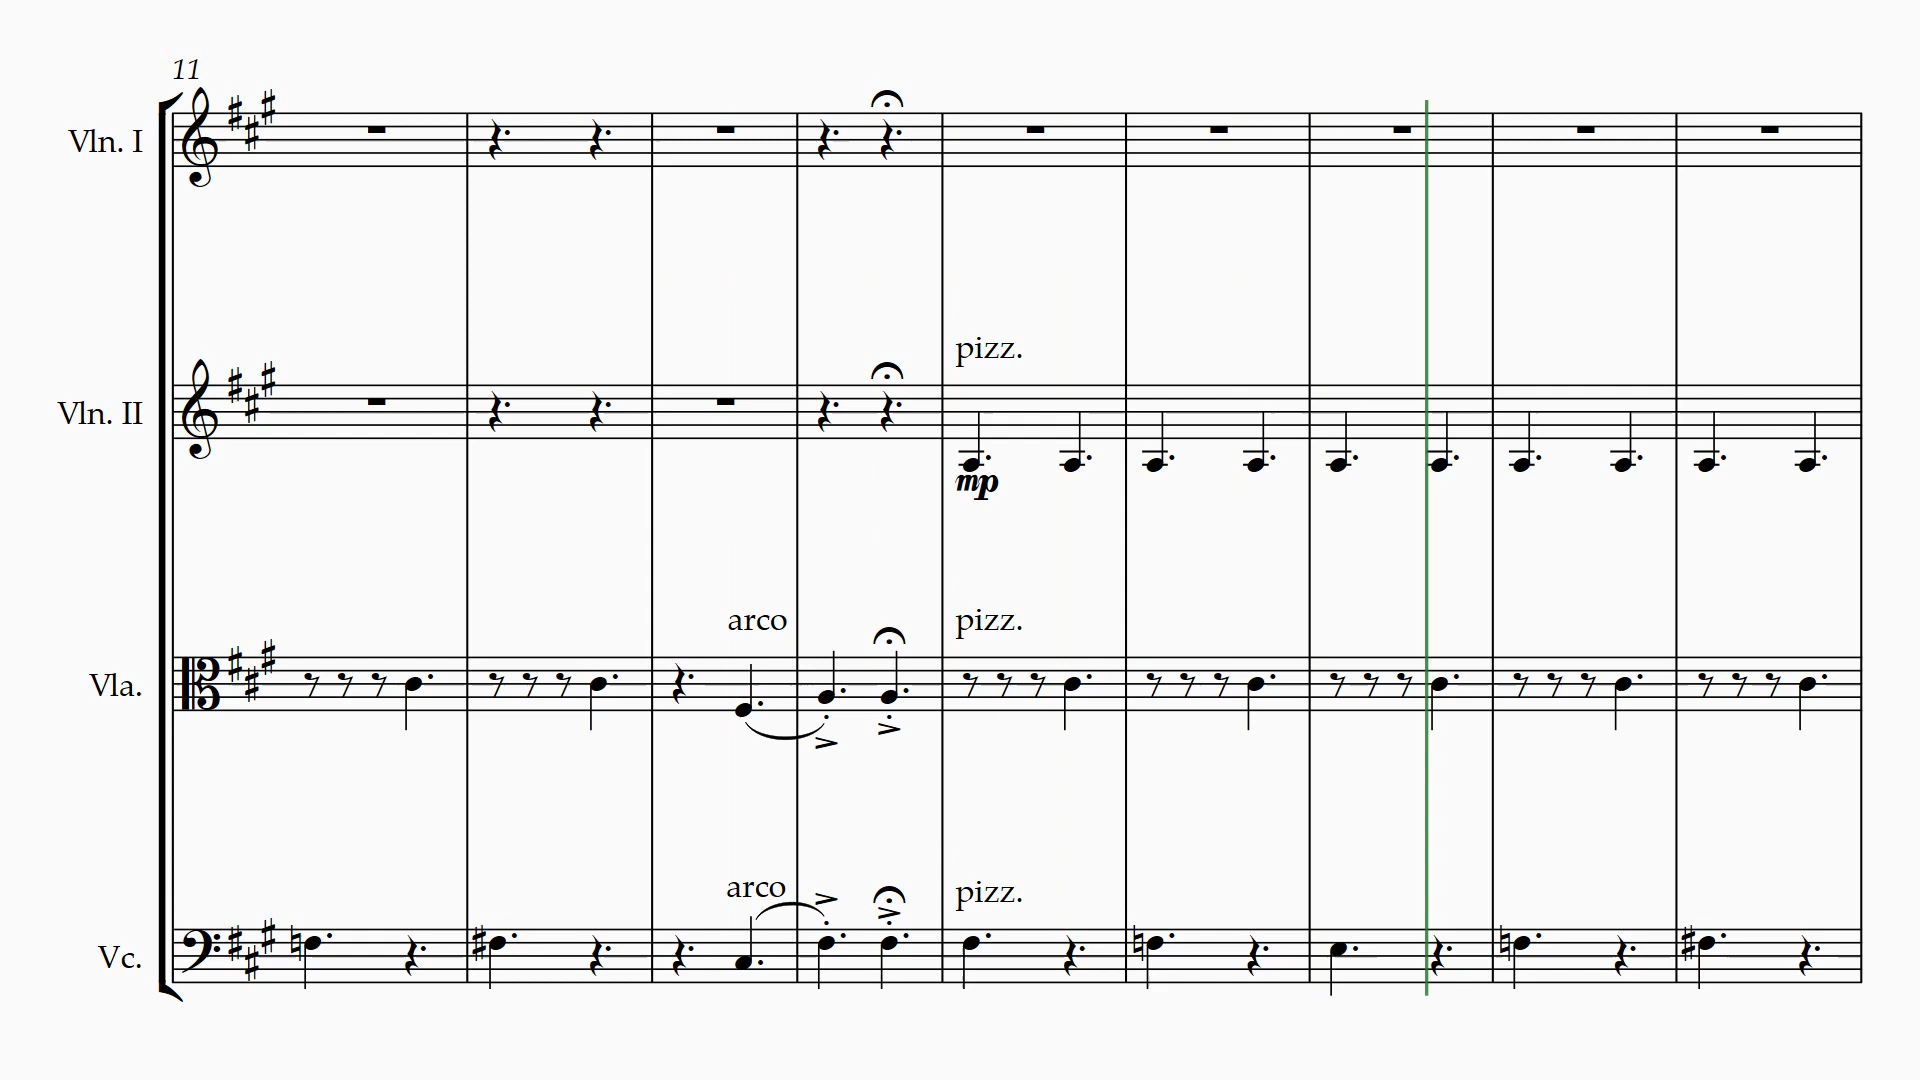 11
Vln. I
pizz.
Vln. II
mp
arco
pizz.
Vla.
arco
pizz.
Vc.